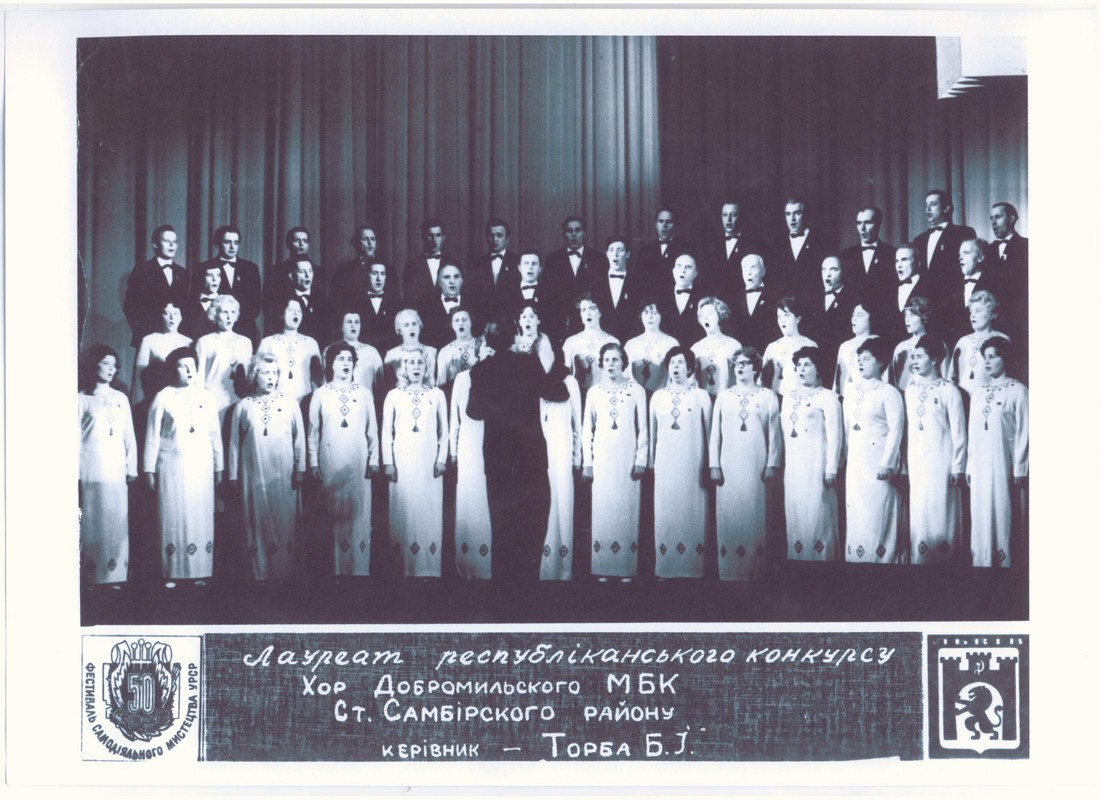 Лауреат республіканського конкурсу
Хор Добромильского МБК
Ст. Самбірского району
керівник – Торба Б.І.
ФЕСТИВАЛЬ САМОДІЯЛЬНОГО МИСТЕЦТВА УРСР
50